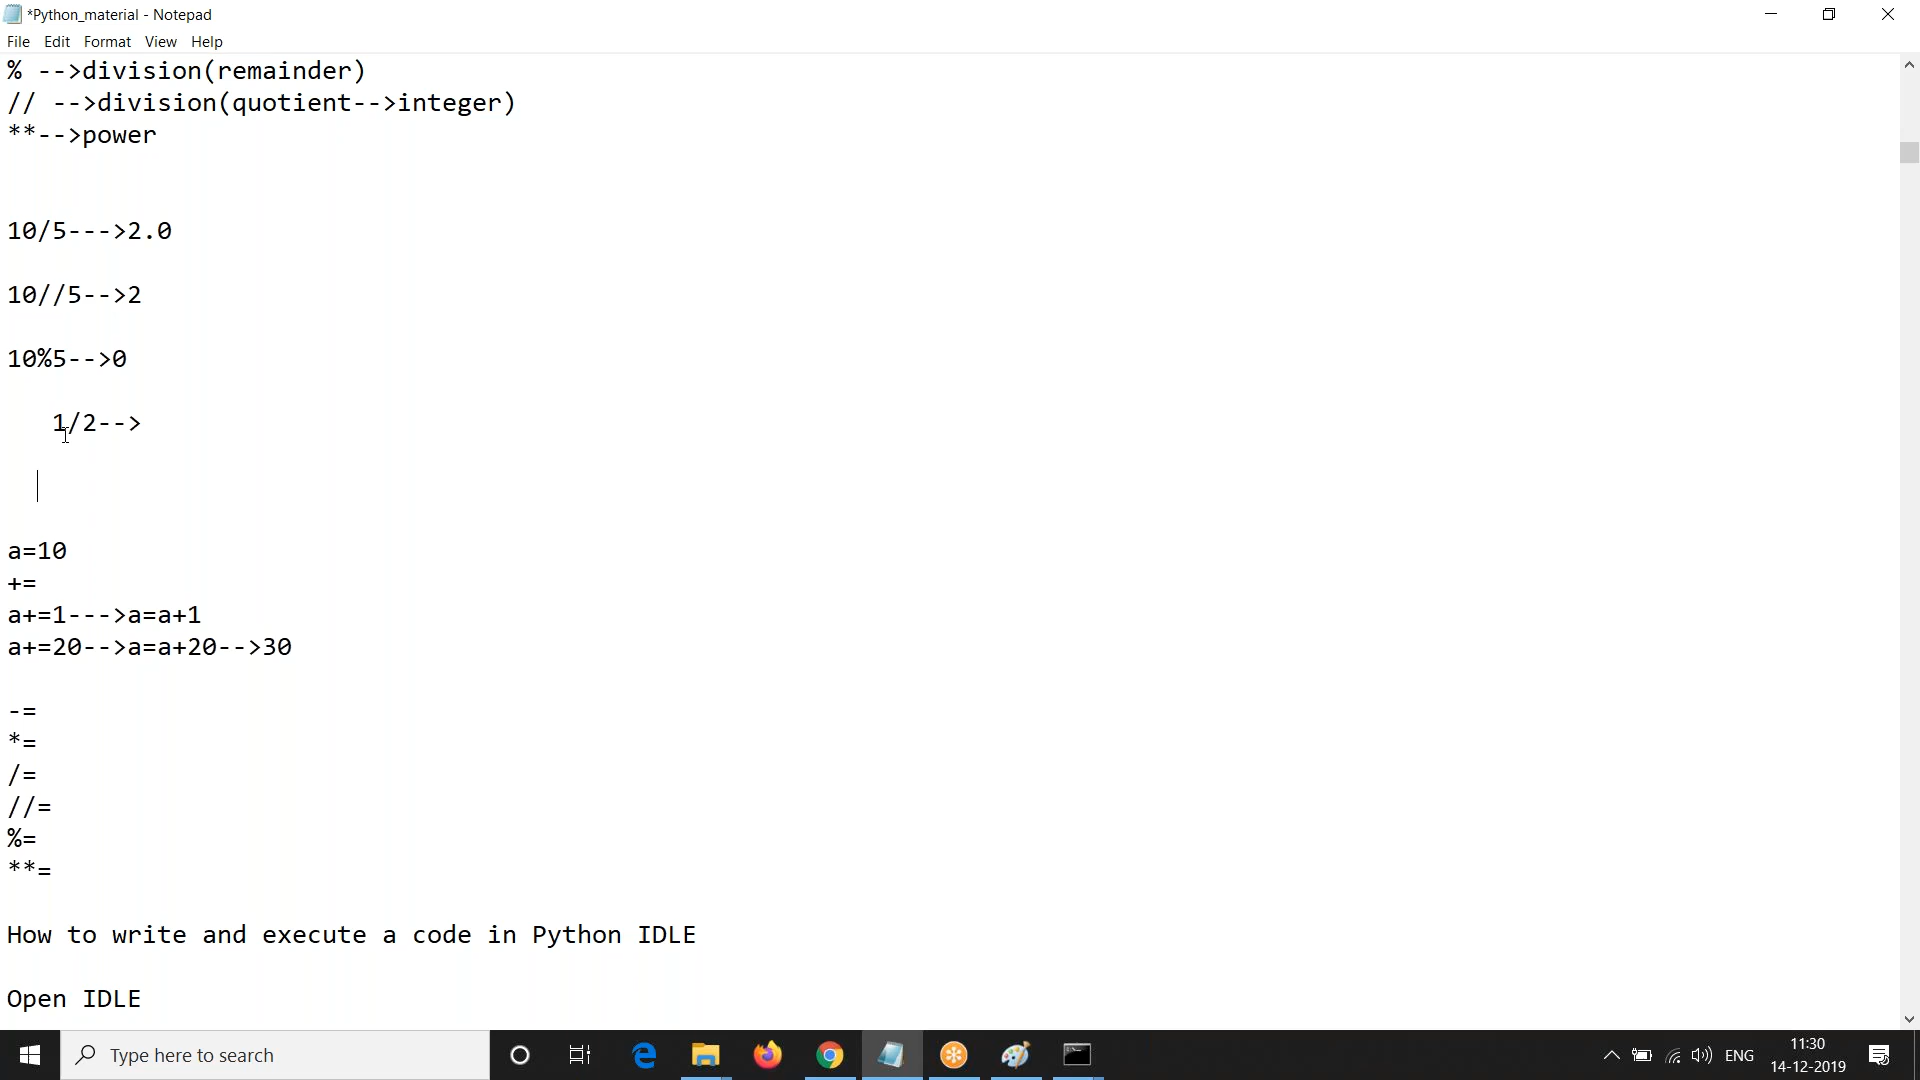 *Python_material - Notepad
File Edit Format View Help
% -->division(remainder)
// -->division(quotient-->integer)
**-->power
10/5--->2.0
10//5-->2
10%5-->0
1/2-->
a=10
+=
a+=1--->a=a+1
a+=20-->a=a+20-->30
-=
*=
/=
//=
%=
**=
How to write and execute a code in Python IDLE
Open IDLE
Type here to search
ENG
11:30
14-12-2019